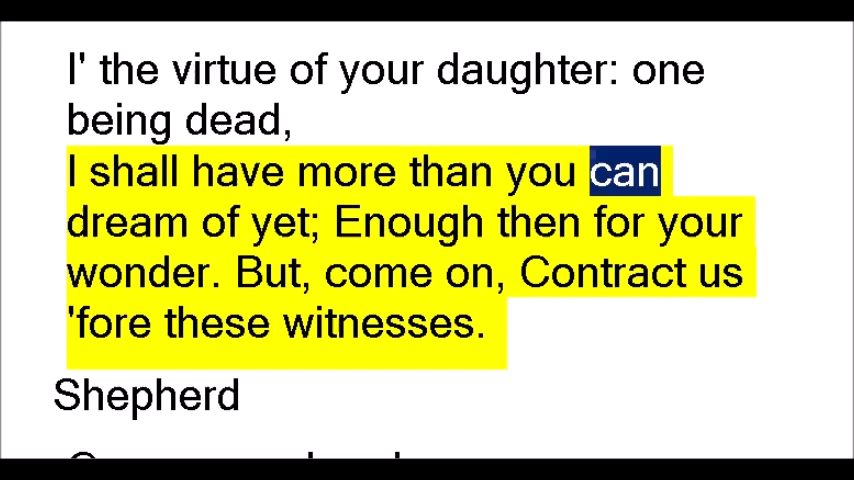 I' the virtue of your daughter: one
being dead,
I shall have more than you can
dream of yet; Enough then for your
wonder. But, come on, Contract us
'fore these witnesses.
Shepherd